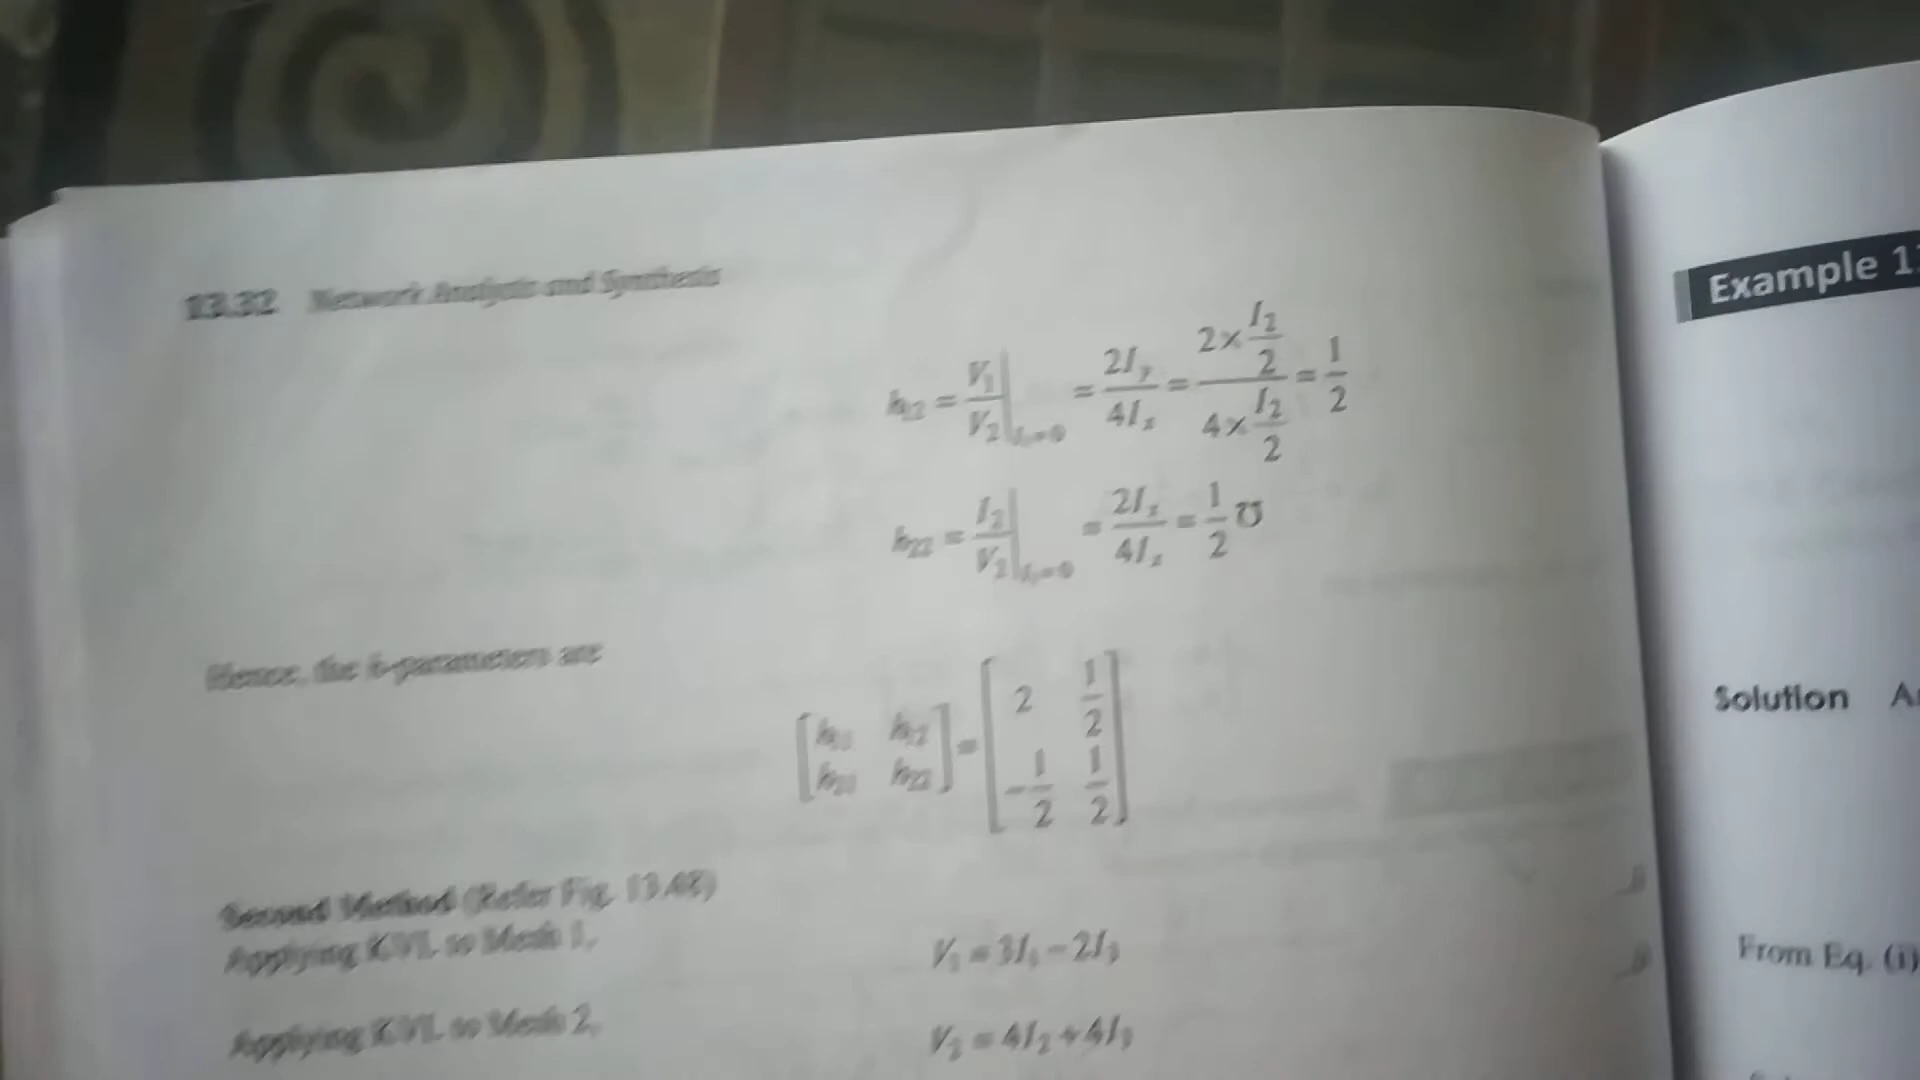 13.32 Network Analysis and Synthesis
h12 = V1/V2 | I1=0 = 2Iy/4Ix = (2 × I2/2)/(4 × I2/2) = 1/2
h22 = I2/V2 | I1=0 = 2Ix/4Ix = 1/2 ℧
Hence, the h-parameters are
[h11 h12; h21 h22] = [2 1/2; −1/2 1/2]
Second Method (Refer Fig. 13.48)
Applying KVL to Mesh 1,
V1 = 3I1 − 2I3
Applying KVL to Mesh 2,
V2 = 4I2 + 4I3
Example 1
Solution
From Eq. (i)